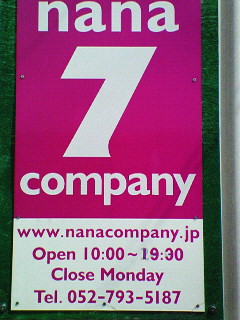 nana
7
company
www.nanacompany.jp
Open 10:00~19:30
Close Monday
Tel. 052-793-5187